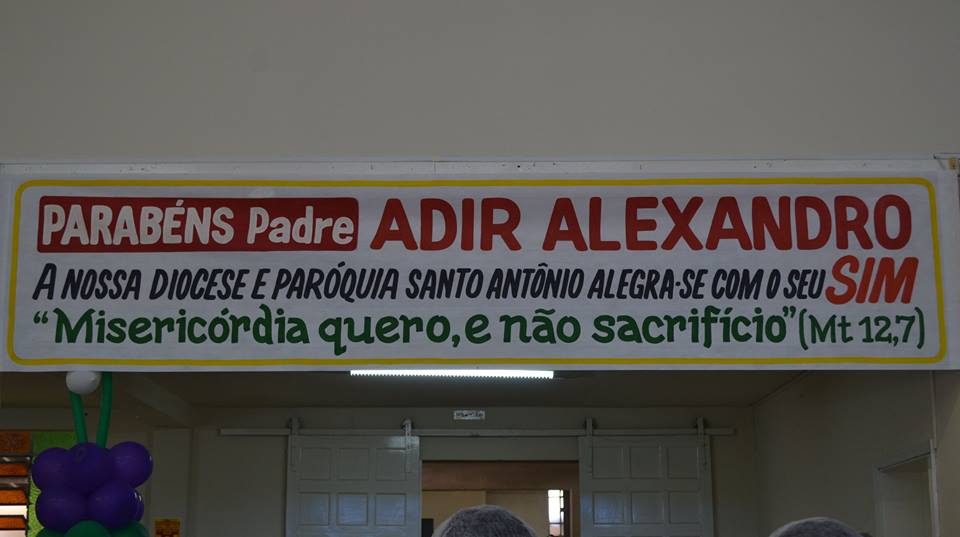 PARABÉNS Padre ADIR ALEXANDRO
A NOSSA DIOCESE E PARÓQUIA SANTO ANTÔNIO ALEGRA-SE COM O SEU SIM
“Misericórdia quero, e não sacrifício” (Mt 12,7)